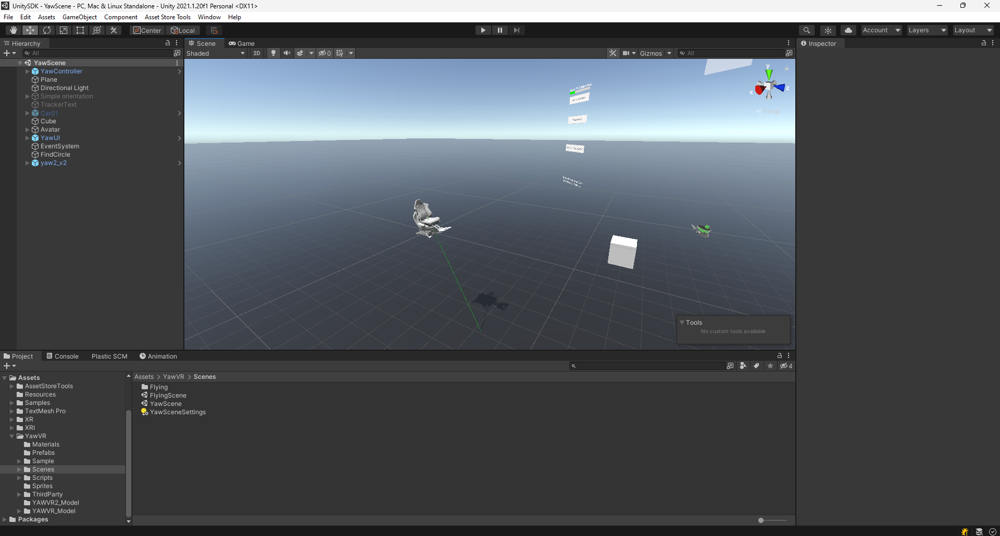 UnitySDK - YawScene - PC, Mac & Linux Standalone - Unity 2021.1.20f1 Personal <DX11>
File Edit Assets GameObject Component Asset Store Tools Window Help
Center Local Account Layers Layout
Hierarchy
All
YawScene
YawController
Plane
Directional Light
Simple orientation
TrackerText
Car01
Cube
Avatar
YawUI
EventSystem
FindCircle
yaw2_v2
Scene Game
Shaded 2D 0 Gizmos All
y
x
z
Persp
Tools
No custom tools available
Inspector
Project Console Plastic SCM Animation
4
Assets
AssetStoreTools
Resources
Samples
TextMesh Pro
XR
XRI
YawVR
Materials
Prefabs
Sample
Scenes
Scripts
Sprites
ThirdParty
YAWVR2_Model
YAWVR_Model
Packages
Assets > YawVR > Scenes
Flying
FlyingScene
YawScene
YawSceneSettings